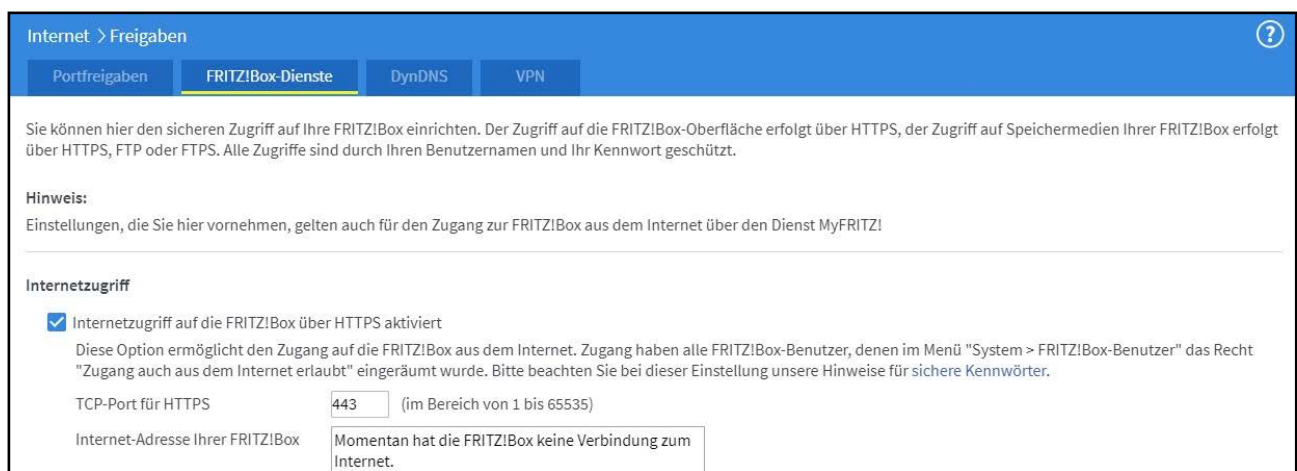 Internet > Freigaben
?
Portfreigaben FRITZ!Box-Dienste DynDNS VPN
Sie können hier den sicheren Zugriff auf Ihre FRITZ!Box einrichten. Der Zugriff auf die FRITZ!Box-Oberfläche erfolgt über HTTPS, der Zugriff auf Speichermedien Ihrer FRITZ!Box erfolgt
über HTTPS, FTP oder FTPS. Alle Zugriffe sind durch Ihren Benutzernamen und Ihr Kennwort geschützt.
Hinweis:
Einstellungen, die Sie hier vornehmen, gelten auch für den Zugang zur FRITZ!Box aus dem Internet über den Dienst MyFRITZ!
Internetzugriff
Internetzugriff auf die FRITZ!Box über HTTPS aktiviert
Diese Option ermöglicht den Zugang auf die FRITZ!Box aus dem Internet. Zugang haben alle FRITZ!Box-Benutzer, denen im Menü "System > FRITZ!Box-Benutzer" das Recht
"Zugang auch aus dem Internet erlaubt" eingeräumt wurde. Bitte beachten Sie bei dieser Einstellung unsere Hinweise für sichere Kennwörter.
TCP-Port für HTTPS 443 (im Bereich von 1 bis 65535)
Internet-Adresse Ihrer FRITZ!Box Momentan hat die FRITZ!Box keine Verbindung zum
Internet.